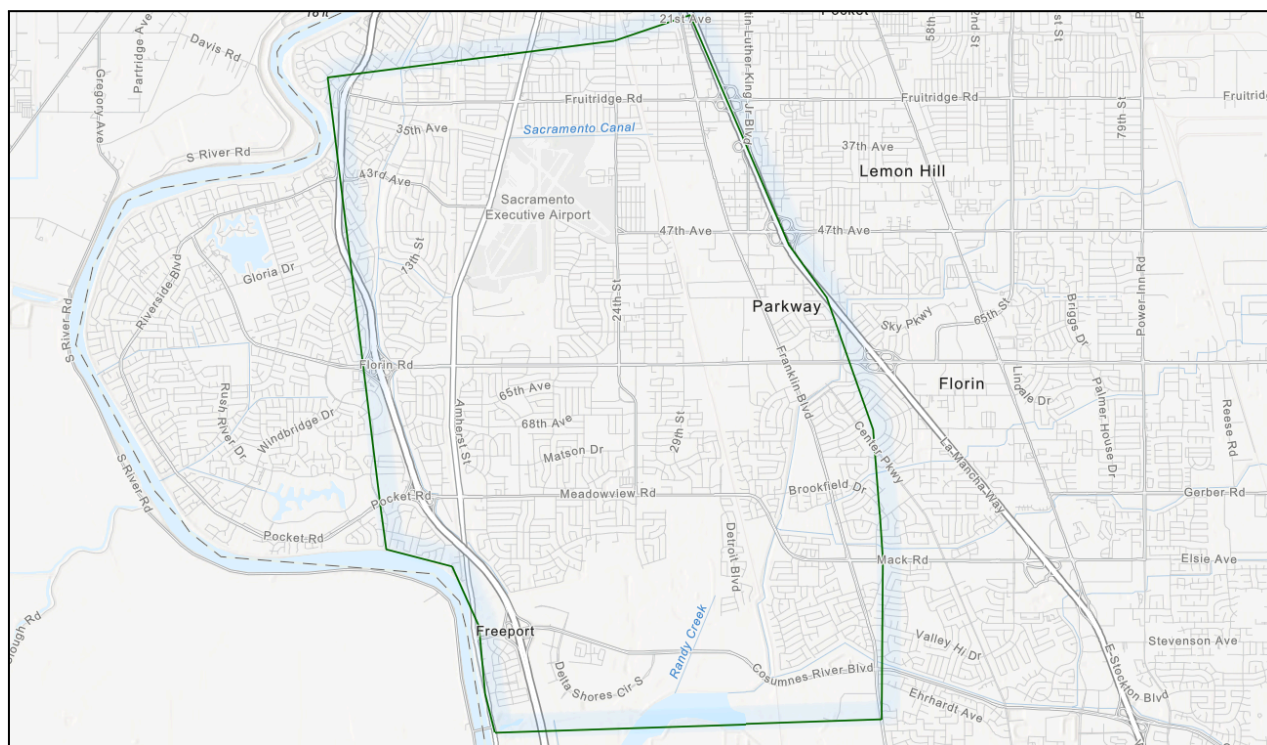 21st Ave
Davis Rd
Partridge Ave
Gregory Ave
58th
79th St
Fruitridge Rd
Fruitridge Rd
35th Ave
Sacramento Canal
37th Ave
S River Rd
Lemon Hill
43rd Ave
Sacramento
Executive Airport
47th Ave
47th Ave
13th St
Gloria Dr
Riverside Blvd
24th St
Parkway
Sky Pkwy
65th St
Briggs Dr
Power Inn Rd
S River Rd
Florin Rd
Franklin Blvd
Florin
Lindale Dr
Palmer House Dr
Reese Rd
65th Ave
68th Ave
Amherst St
29th St
Rush River Dr
Windbridge Dr
Matson Dr
Center Pkwy
La Mancha Way
S River Rd
Pocket Rd
Meadowview Rd
Brookfield Dr
Gerber Rd
Pocket Rd
Detroit Blvd
Mack Rd
Elsie Ave
Freeport
Randy Creek
Valley Hi Dr
Stevenson Ave
Delta Shores Cir S
Cosumnes River Blvd
E Stockton Blvd
Ehrhardt Ave